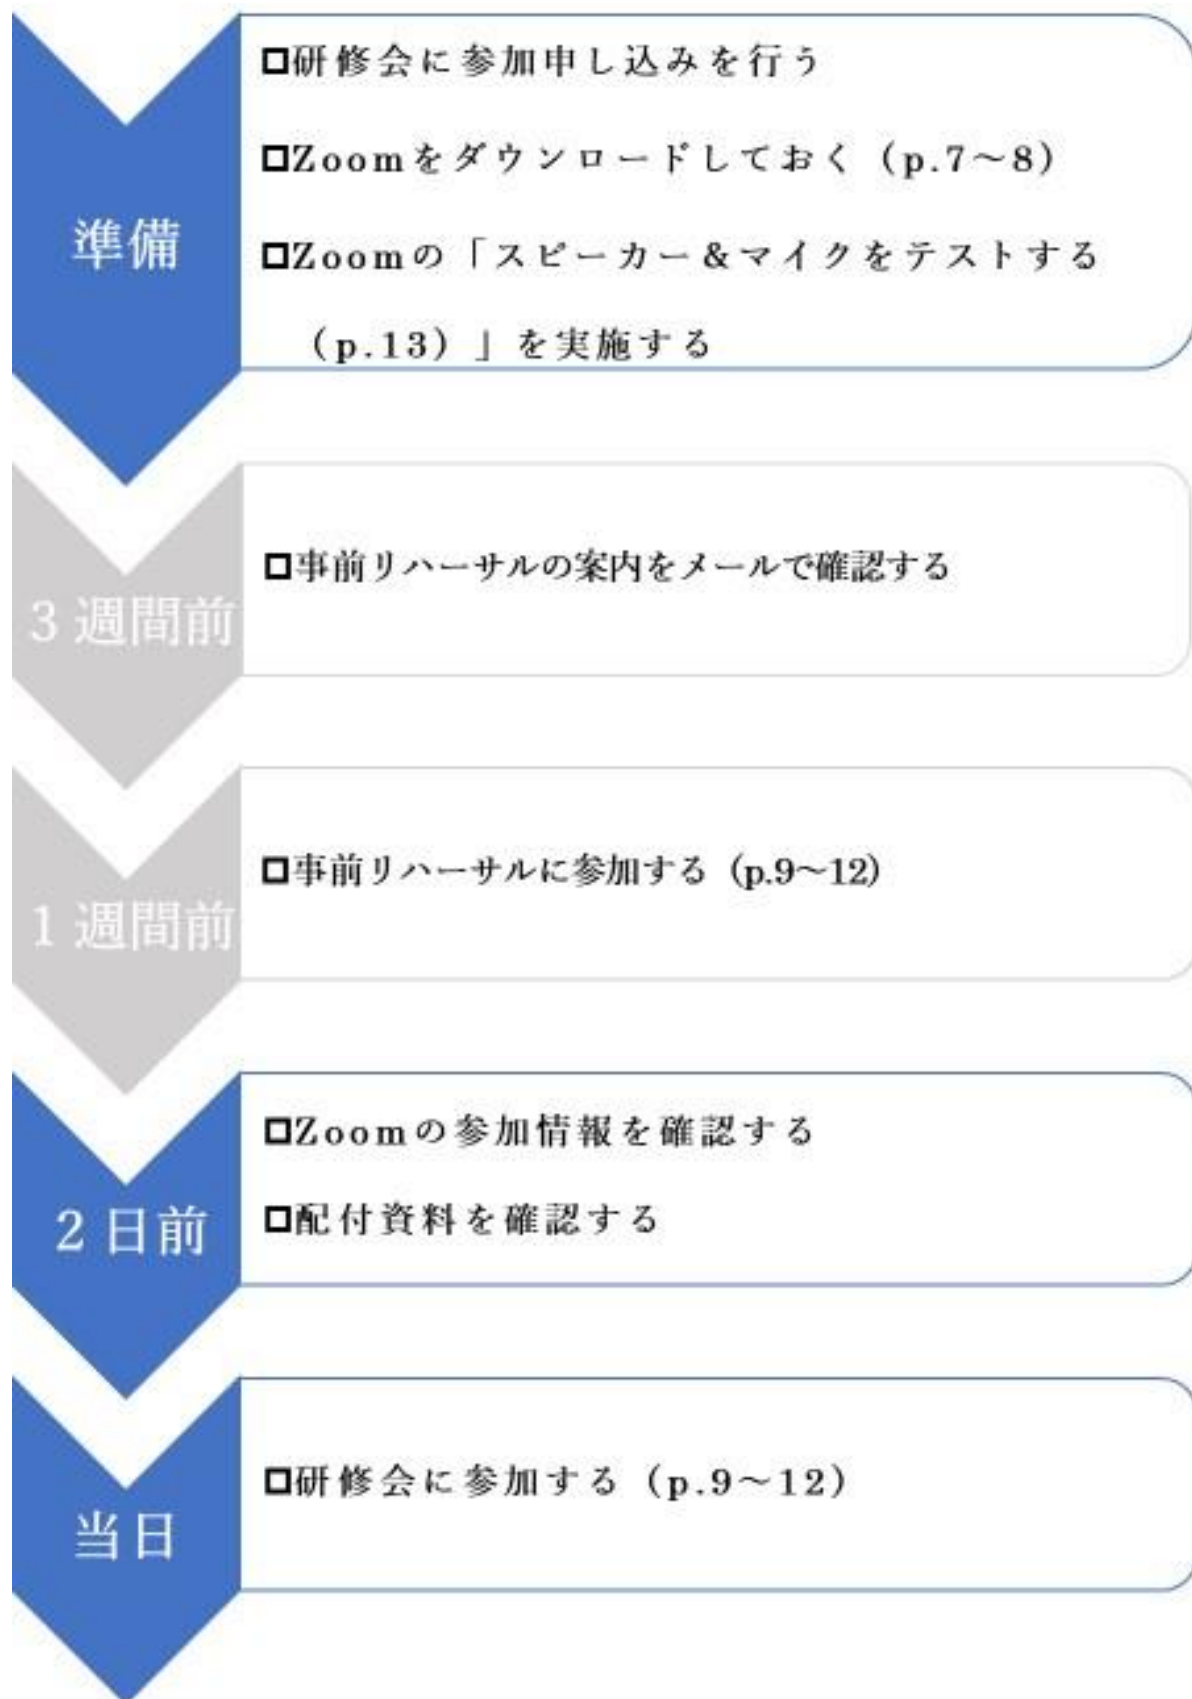 準備
□研修会に参加申し込みを行う
□Zoomをダウンロードしておく（p.7～8）
□Zoomの「スピーカー&マイクをテストする
（p.13）」を実施する
3週間前
□事前リハーサルの案内をメールで確認する
1週間前
□事前リハーサルに参加する（p.9～12）
2日前
□Zoomの参加情報を確認する
□配付資料を確認する
当日
□研修会に参加する（p.9～12）